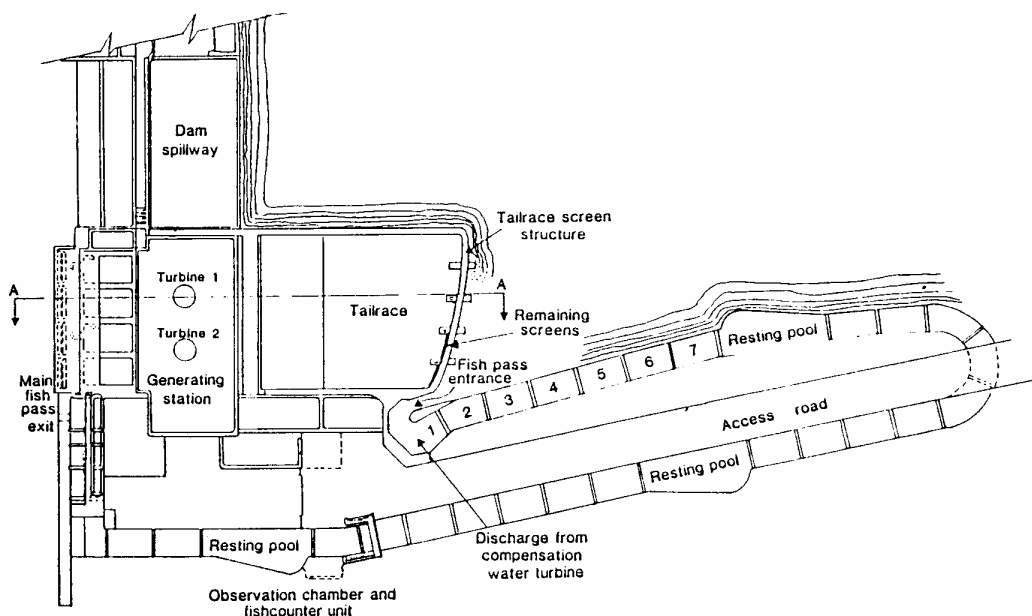 Dam
spillway
Tailrace screen
structure
A
A
Turbine 1
Tailrace
Turbine 2
Remaining
screens
Resting pool
Fish pass
entrance
7
6
5
4
3
2
1
Main
fish
pass
exit
Generating
station
Access road
Resting pool
Resting pool
Discharge from
compensation
water turbine
Observation chamber and
fishcounter unit